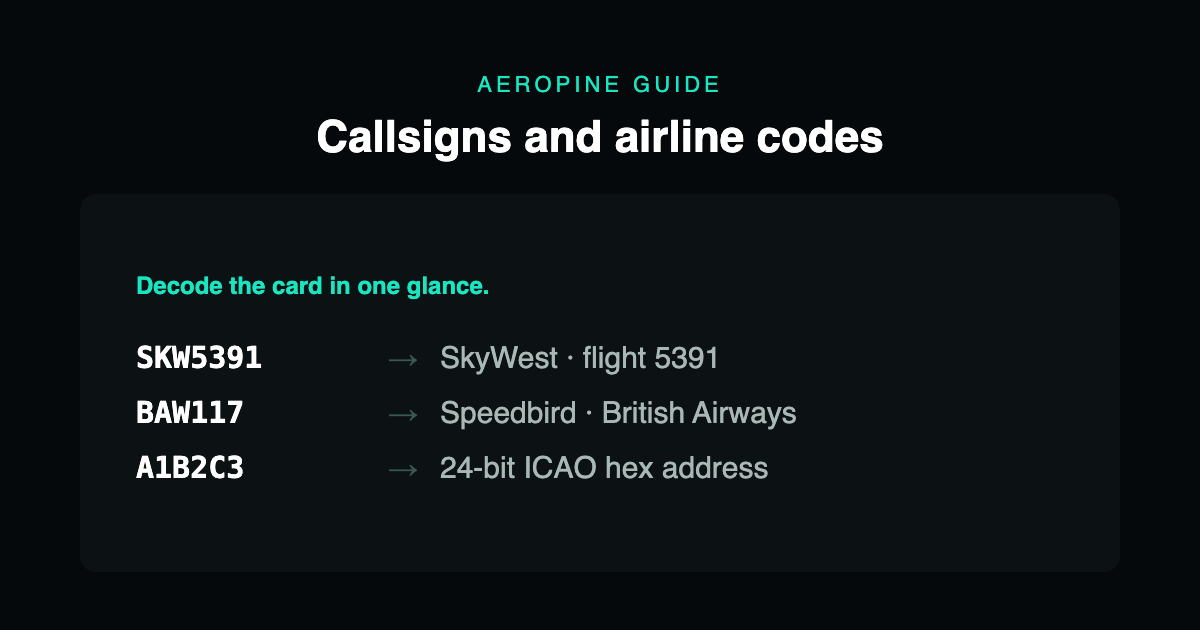 AEROPINE GUIDE
Callsigns and airline codes
Decode the card in one glance.
SKW5391 → SkyWest · flight 5391
BAW117 → Speedbird · British Airways
A1B2C3 → 24-bit ICAO hex address